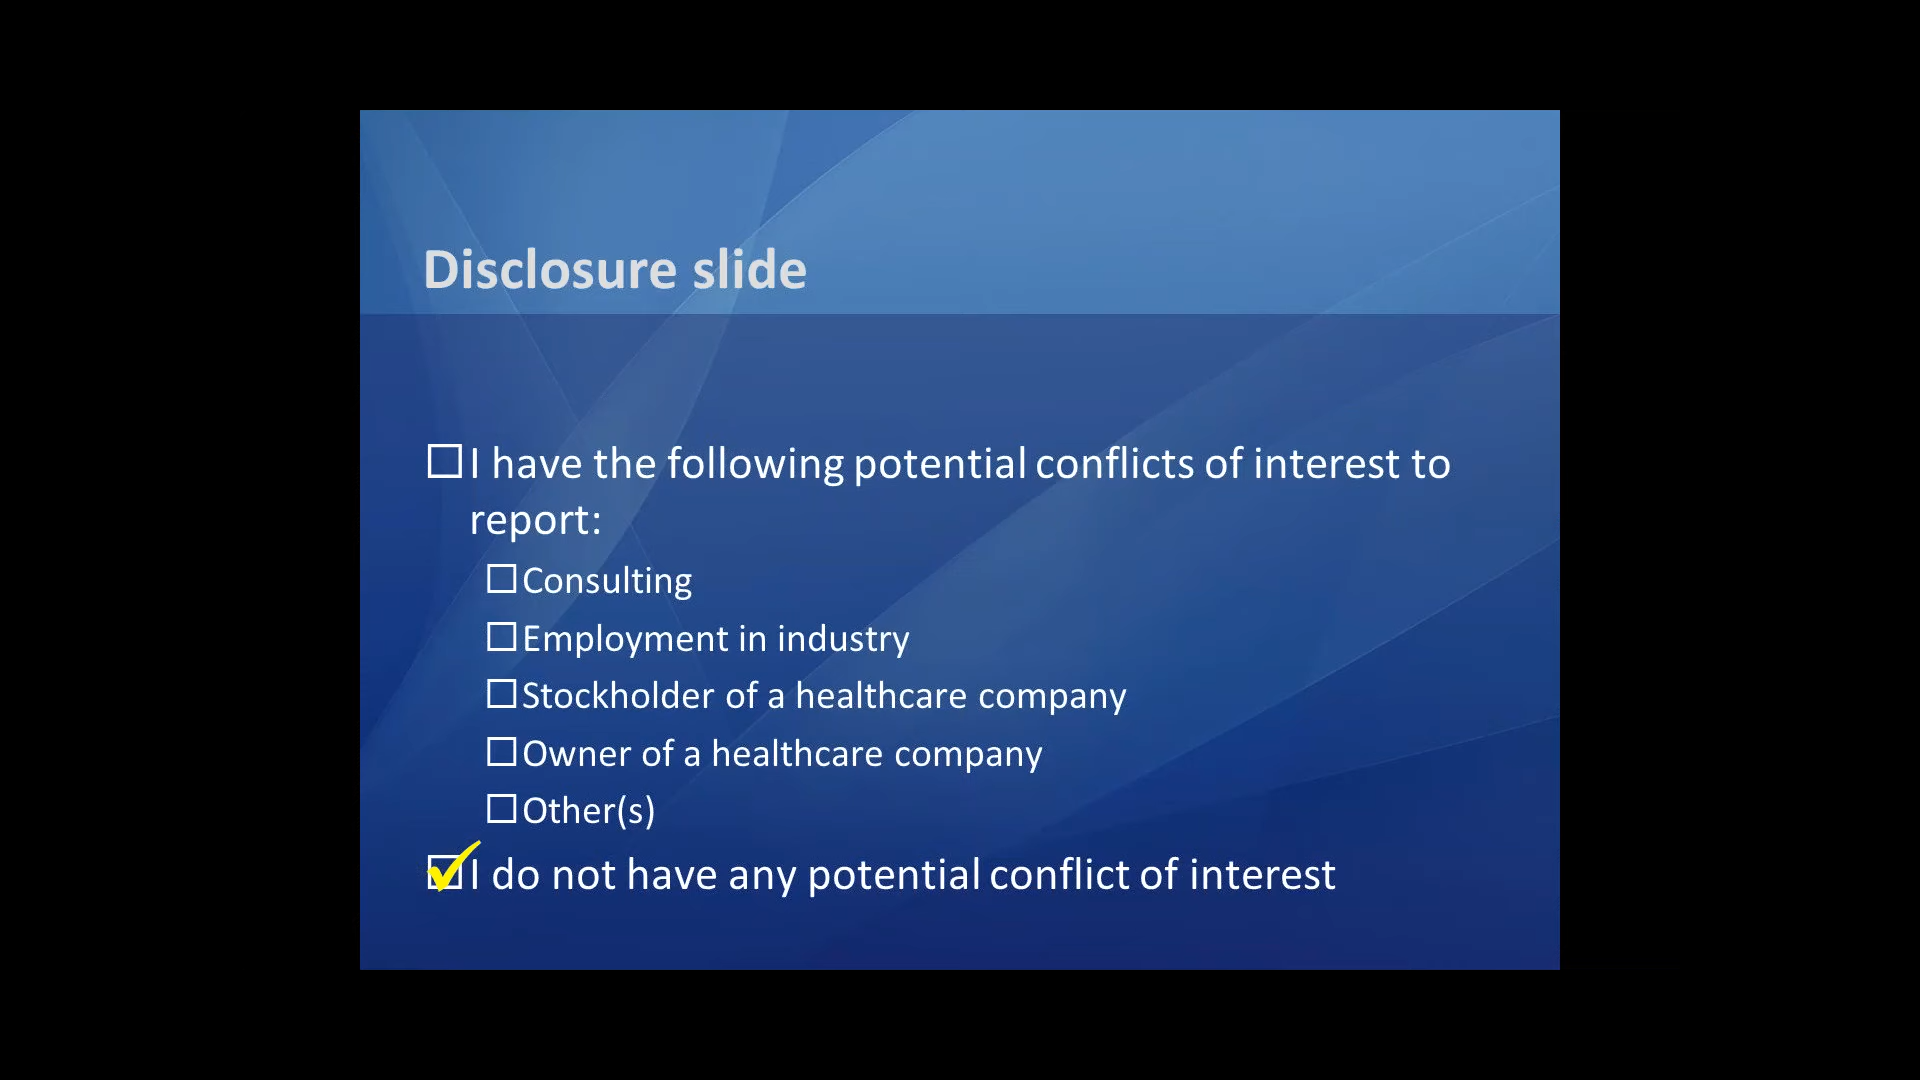 Disclosure slide
☐ I have the following potential conflicts of interest to
report:
☐ Consulting
☐ Employment in industry
☐ Stockholder of a healthcare company
☐ Owner of a healthcare company
☐ Other(s)
☑ I do not have any potential conflict of interest